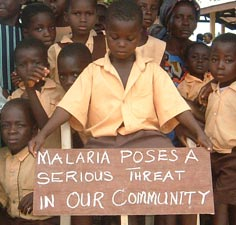 MALARIA POSES A
SERIOUS THREAT
IN OUR COMMUNITY